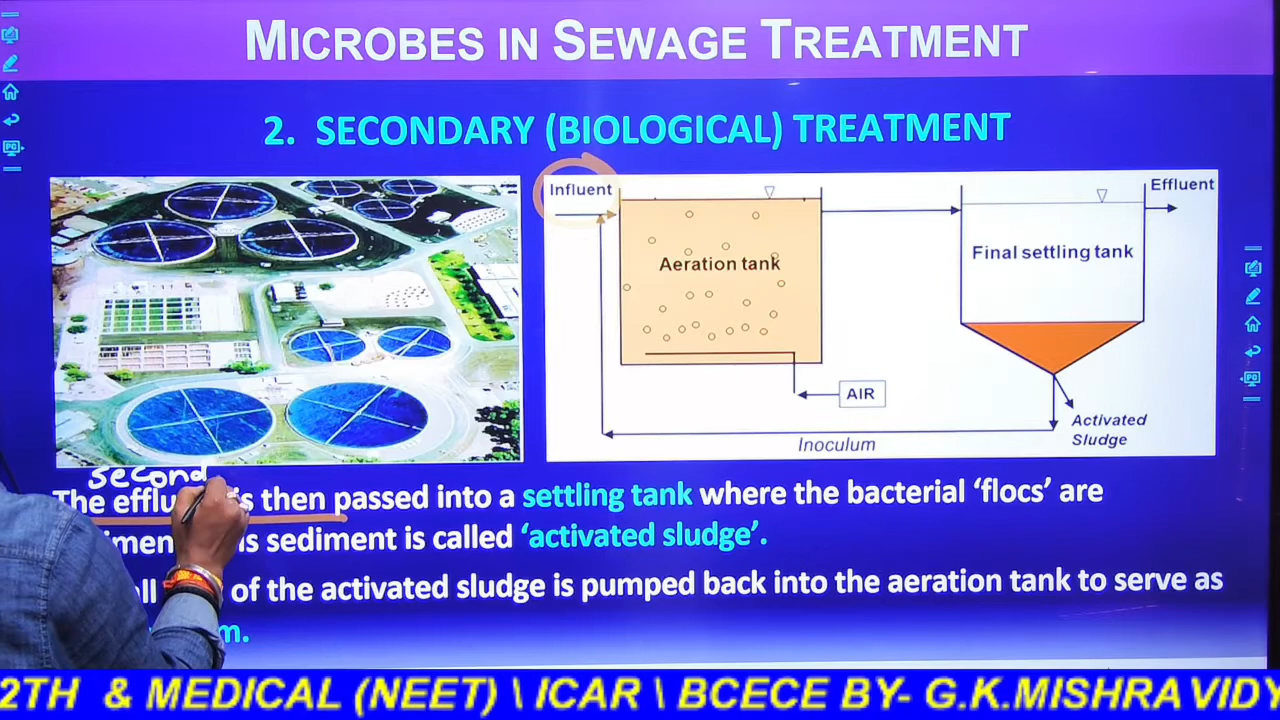 MICROBES IN SEWAGE TREATMENT
2. SECONDARY (BIOLOGICAL) TREATMENT
Influent
Aeration tank
AIR
Final settling tank
Effluent
Activated
Sludge
Inoculum
second
The is then passed into a settling tank where the bacterial ‘flocs’ are
sediment is called ‘activated sludge’.
of the activated sludge is pumped back into the aeration tank to serve as
2TH & MEDICAL (NEET) \ ICAR \ BCECE BY- G.K.MISHRA VIDY
PC
PC